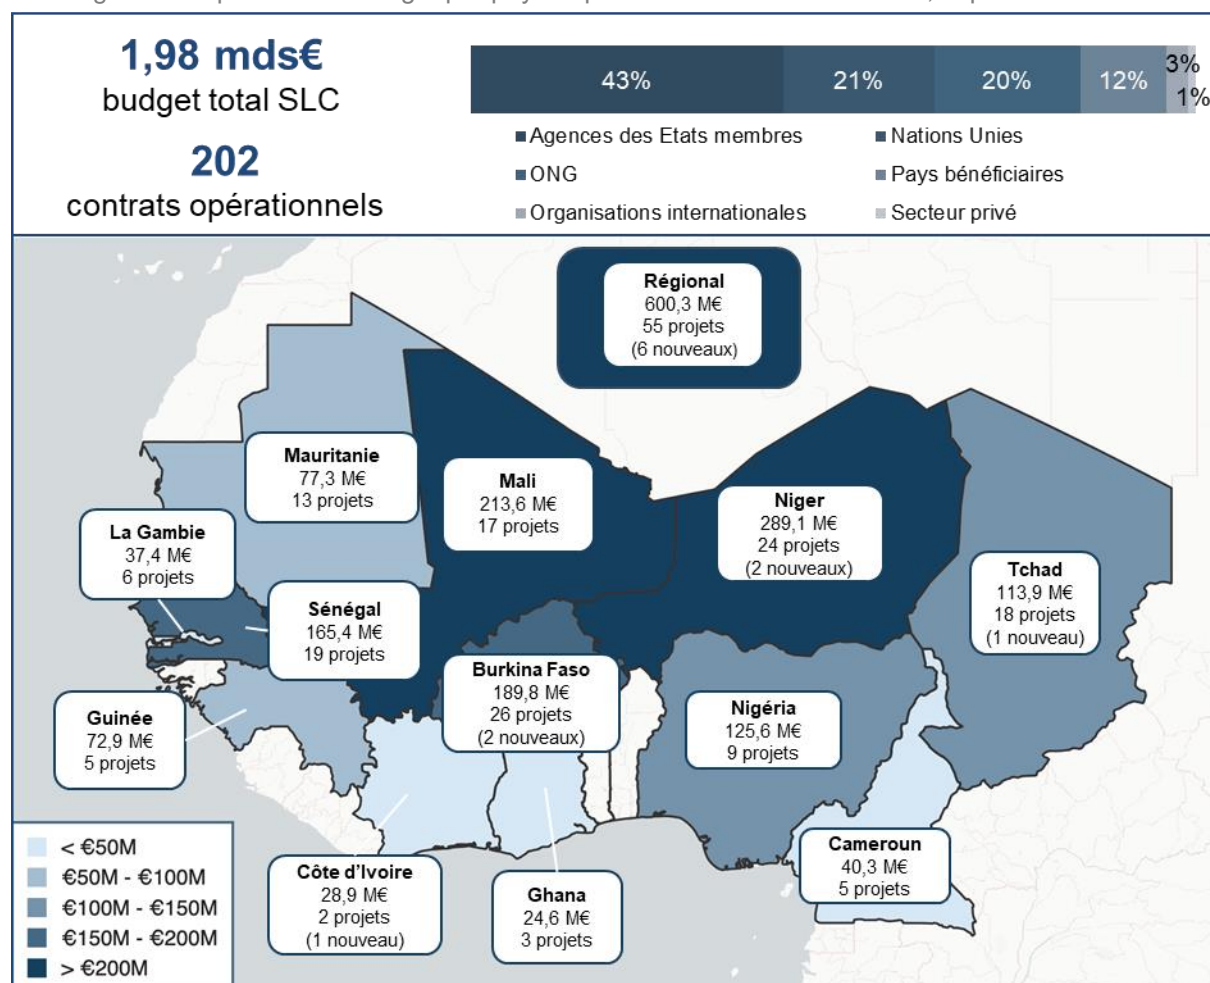 1,98 mds€
budget total SLC
202
contrats opérationnels
43%
21%
20%
12%
3%
1%
Agences des Etats membres
Nations Unies
ONG
Pays bénéficiaires
Organisations internationales
Secteur privé
Régional
600,3 M€
55 projets
(6 nouveaux)
Mauritanie
77,3 M€
13 projets
Mali
213,6 M€
17 projets
Niger
289,1 M€
24 projets
(2 nouveaux)
La Gambie
37,4 M€
6 projets
Tchad
113,9 M€
18 projets
(1 nouveau)
Sénégal
165,4 M€
19 projets
Burkina Faso
189,8 M€
26 projets
(2 nouveaux)
Guinée
72,9 M€
5 projets
Nigéria
125,6 M€
9 projets
Cameroun
40,3 M€
5 projets
Côte d'Ivoire
28,9 M€
2 projets
(1 nouveau)
Ghana
24,6 M€
3 projets
< €50M
€50M - €100M
€100M - €150M
€150M - €200M
> €200M